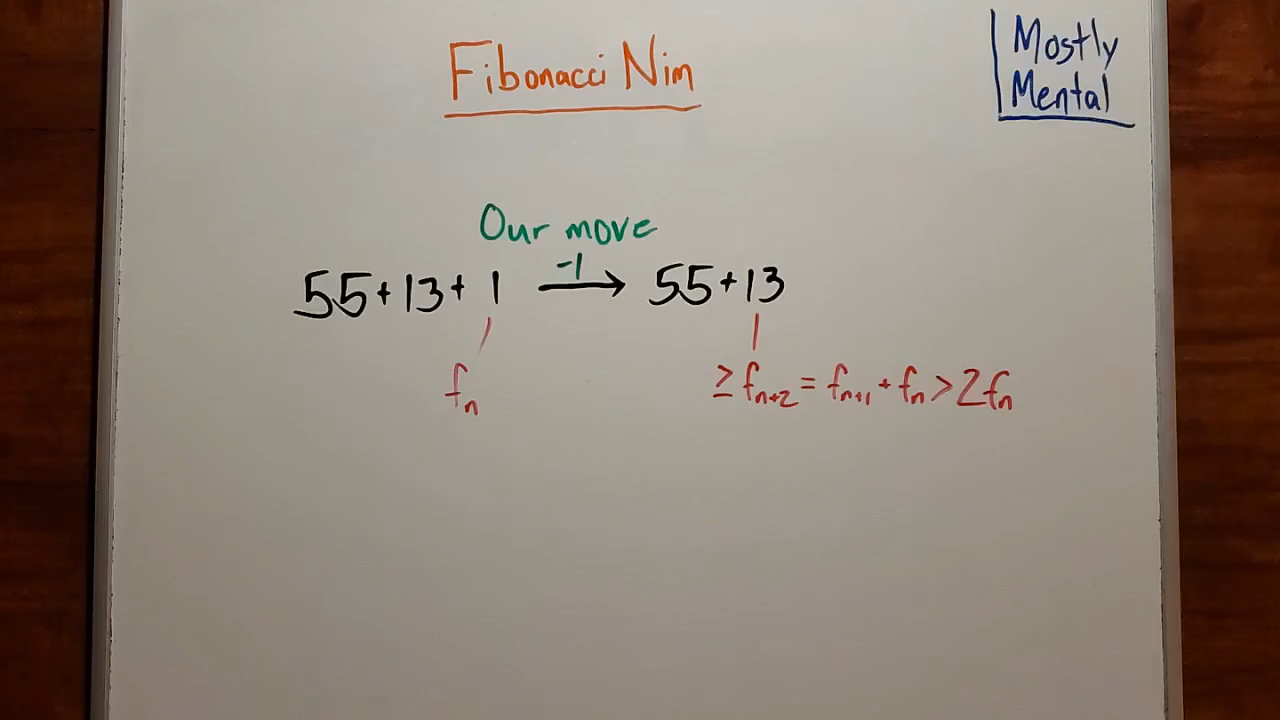 Fibonacci Nim
Mostly
Mental
Our move
55+13+1 -1→ 55+13
fn ≥ fn+2 = fn+1 + fn > 2fn